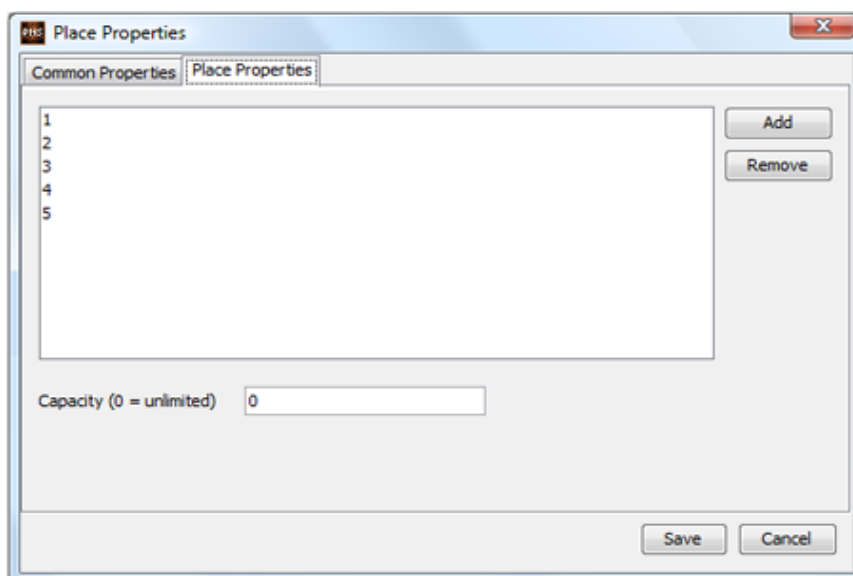 Place Properties
Common Properties Place Properties
1
2
3
4
5
Add
Remove
Capacity (0 = unlimited) 0
Save Cancel